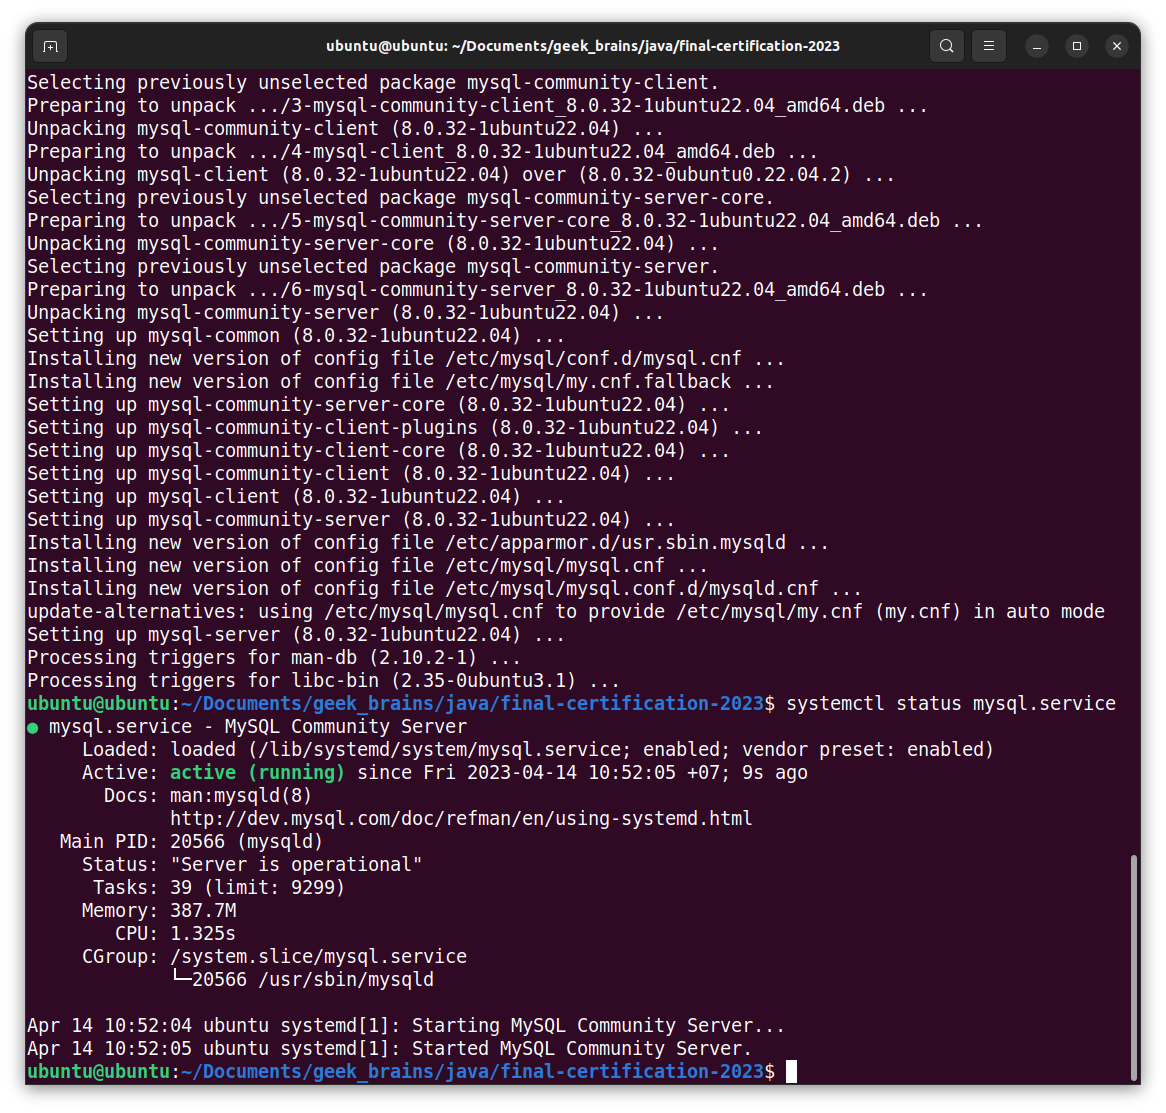 ubuntu@ubuntu: ~/Documents/geek_brains/java/final-certification-2023
Selecting previously unselected package mysql-community-client.
Preparing to unpack .../3-mysql-community-client_8.0.32-1ubuntu22.04_amd64.deb ...
Unpacking mysql-community-client (8.0.32-1ubuntu22.04) ...
Preparing to unpack .../4-mysql-client_8.0.32-1ubuntu22.04_amd64.deb ...
Unpacking mysql-client (8.0.32-1ubuntu22.04) over (8.0.32-0ubuntu0.22.04.2) ...
Selecting previously unselected package mysql-community-server-core.
Preparing to unpack .../5-mysql-community-server-core_8.0.32-1ubuntu22.04_amd64.deb ...
Unpacking mysql-community-server-core (8.0.32-1ubuntu22.04) ...
Selecting previously unselected package mysql-community-server.
Preparing to unpack .../6-mysql-community-server_8.0.32-1ubuntu22.04_amd64.deb ...
Unpacking mysql-community-server (8.0.32-1ubuntu22.04) ...
Setting up mysql-common (8.0.32-1ubuntu22.04) ...
Installing new version of config file /etc/mysql/conf.d/mysql.cnf ...
Installing new version of config file /etc/mysql/my.cnf.fallback ...
Setting up mysql-community-server-core (8.0.32-1ubuntu22.04) ...
Setting up mysql-community-client-plugins (8.0.32-1ubuntu22.04) ...
Setting up mysql-community-client-core (8.0.32-1ubuntu22.04) ...
Setting up mysql-community-client (8.0.32-1ubuntu22.04) ...
Setting up mysql-client (8.0.32-1ubuntu22.04) ...
Setting up mysql-community-server (8.0.32-1ubuntu22.04) ...
Installing new version of config file /etc/apparmor.d/usr.sbin.mysqld ...
Installing new version of config file /etc/mysql/mysql.cnf ...
Installing new version of config file /etc/mysql/mysql.conf.d/mysqld.cnf ...
update-alternatives: using /etc/mysql/mysql.cnf to provide /etc/mysql/my.cnf (my.cnf) in auto mode
Setting up mysql-server (8.0.32-1ubuntu22.04) ...
Processing triggers for man-db (2.10.2-1) ...
Processing triggers for libc-bin (2.35-0ubuntu3.1) ...
ubuntu@ubuntu:~/Documents/geek_brains/java/final-certification-2023$ systemctl status mysql.service
● mysql.service - MySQL Community Server
     Loaded: loaded (/lib/systemd/system/mysql.service; enabled; vendor preset: enabled)
     Active: active (running) since Fri 2023-04-14 10:52:05 +07; 9s ago
       Docs: man:mysqld(8)
             http://dev.mysql.com/doc/refman/en/using-systemd.html
   Main PID: 20566 (mysqld)
     Status: "Server is operational"
      Tasks: 39 (limit: 9299)
     Memory: 387.7M
        CPU: 1.325s
     CGroup: /system.slice/mysql.service
             └─20566 /usr/sbin/mysqld
Apr 14 10:52:04 ubuntu systemd[1]: Starting MySQL Community Server...
Apr 14 10:52:05 ubuntu systemd[1]: Started MySQL Community Server.
ubuntu@ubuntu:~/Documents/geek_brains/java/final-certification-2023$